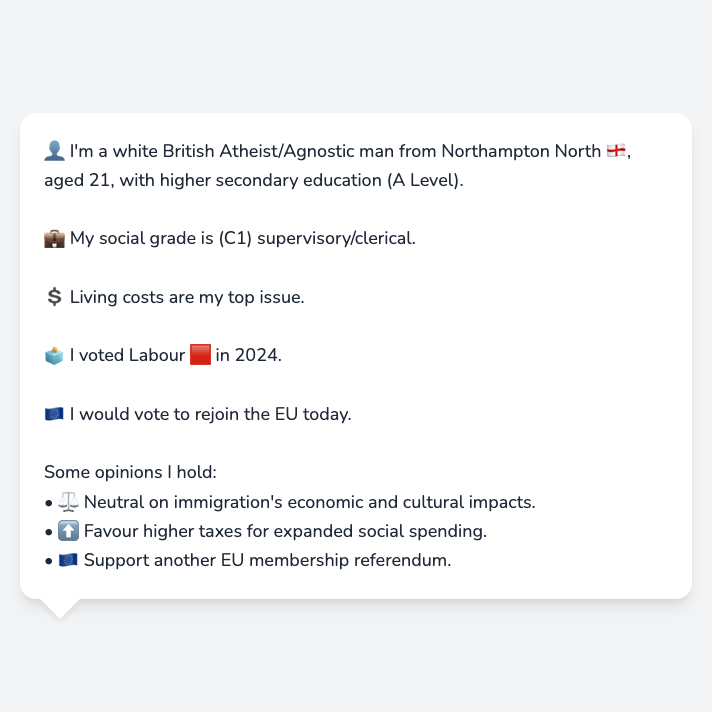 👤 I'm a white British Atheist/Agnostic man from Northampton North 🏴󠁧󠁢󠁥󠁮󠁧󠁿,
aged 21, with higher secondary education (A Level).
💼 My social grade is (C1) supervisory/clerical.
💲 Living costs are my top issue.
🗳️ I voted Labour 🟥 in 2024.
🇪🇺 I would vote to rejoin the EU today.
Some opinions I hold:
• ⚖️ Neutral on immigration's economic and cultural impacts.
• ⬆️ Favour higher taxes for expanded social spending.
• 🇪🇺 Support another EU membership referendum.